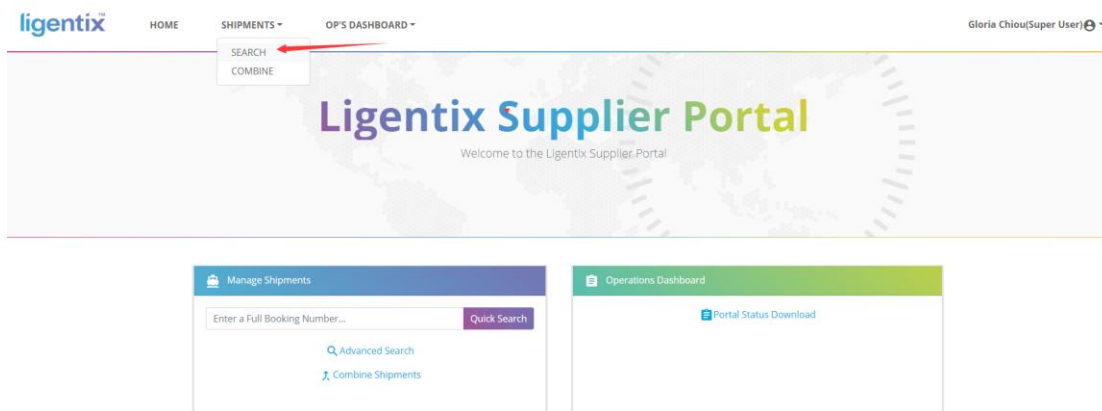 ligentix™ HOME SHIPMENTS OP'S DASHBOARD Gloria Chiou(Super User)
SEARCH
COMBINE
Ligentix Supplier Portal
Welcome to the Ligentix Supplier Portal
Manage Shipments
Enter a Full Booking Number... Quick Search
Advanced Search
Combine Shipments
Operations Dashboard
Portal Status Download